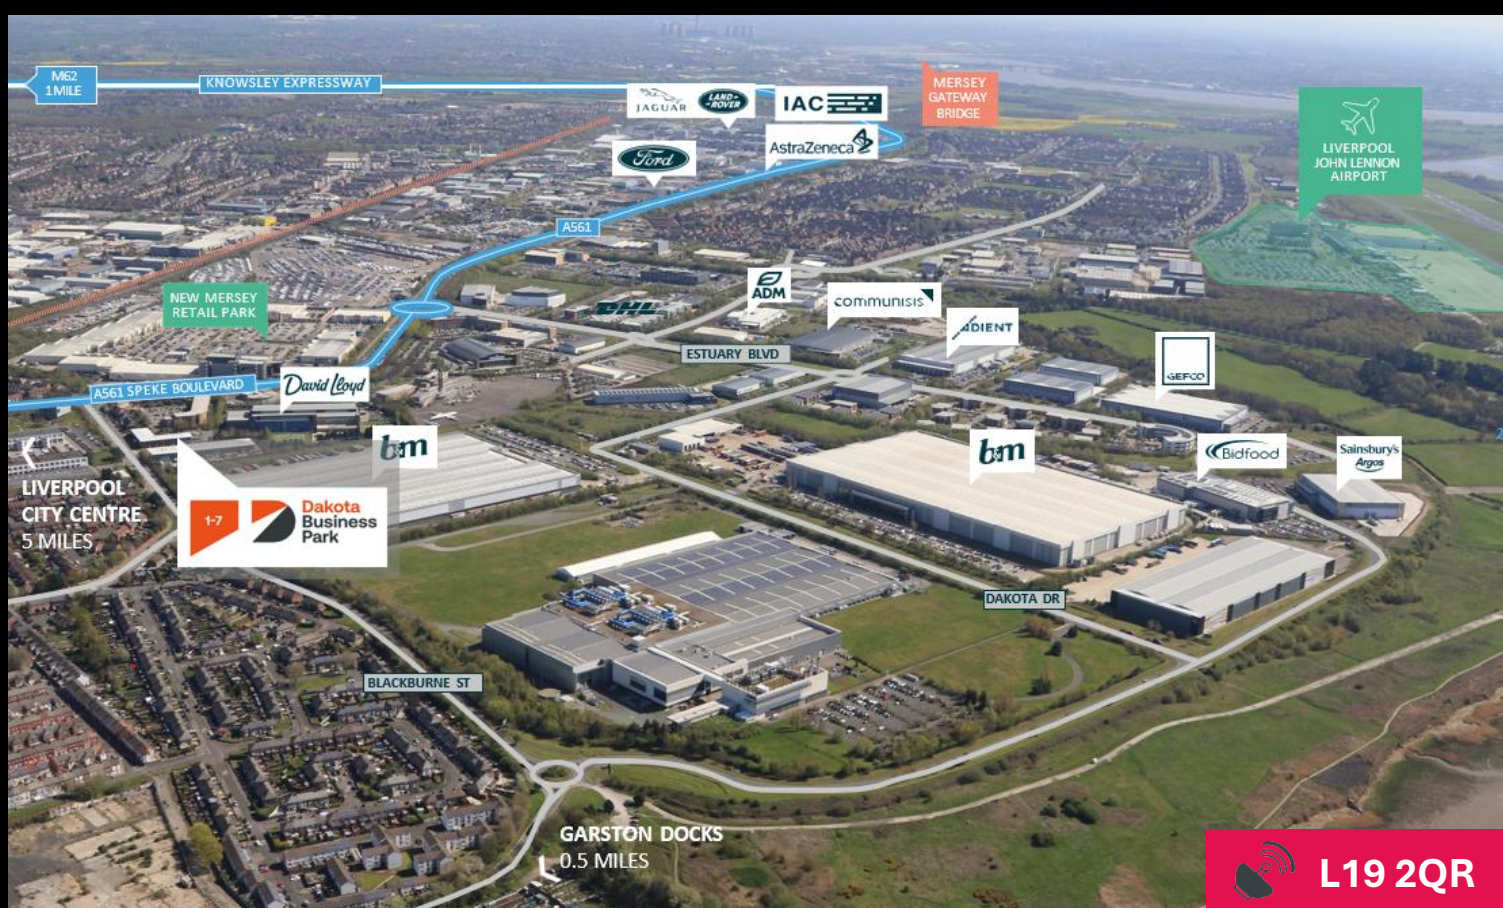 M62
1 MILE
KNOWSLEY EXPRESSWAY
JAGUAR
LAND-
-ROVER
IAC
MERSEY
GATEWAY
BRIDGE
Ford
AstraZeneca
LIVERPOOL
JOHN LENNON
AIRPORT
A561
NEW MERSEY
RETAIL PARK
DHL
ADM
communisis
ADIENT
ESTUARY BLVD
GEFCO
A561 SPEKE BOULEVARD
David Lloyd
b&m
b&m
Bidfood
Sainsbury's
Argos
LIVERPOOL
CITY CENTRE
5 MILES
1-7
Dakota
Business
Park
DAKOTA DR
BLACKBURNE ST
GARSTON DOCKS
0.5 MILES
L19 2QR